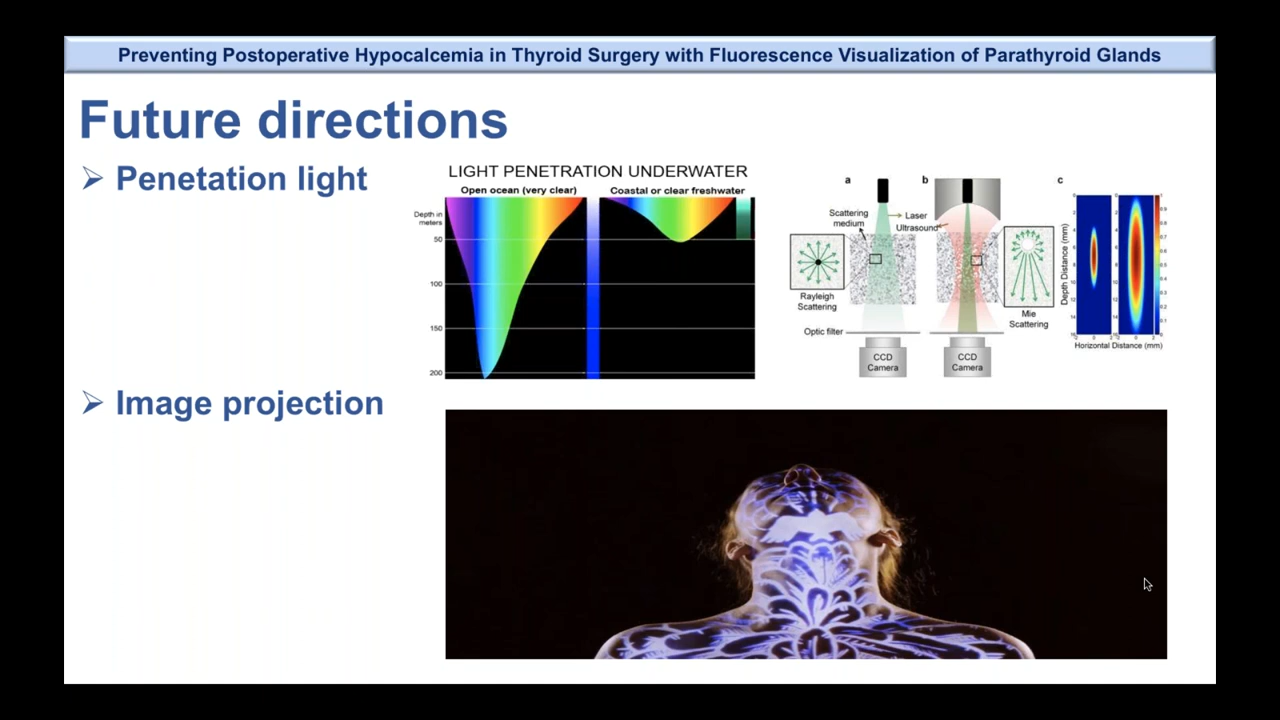 Preventing Postoperative Hypocalcemia in Thyroid Surgery with Fluorescence Visualization of Parathyroid Glands
Future directions
➢ Penetation light
LIGHT PENETRATION UNDERWATER
Open ocean (very clear)
Coastal or clear freshwater
Depth in
meters
50
100
150
200
a
b
c
Scattering
medium
Laser
Ultrasound
Rayleigh
Scattering
Mie
Scattering
Optic filter
CCD
Camera
CCD
Camera
Depth Distance (mm)
Horizontal Distance (mm)
➢ Image projection